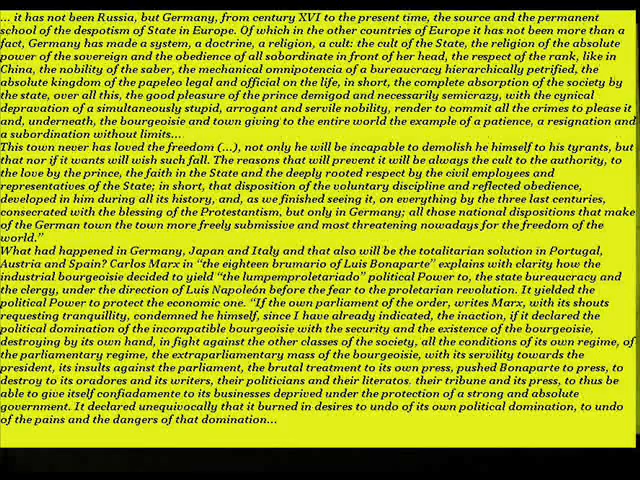 ... it has not been Russia, but Germany, from century XVI to the present time, the source and the permanent
school of the despotism of State in Europe. Of which in the other countries of Europe it has not been more than a
fact, Germany has made a system, a doctrine, a religion, a cult: the cult of the State, the religion of the absolute
power of the sovereign and the obedience of all subordinate in front of her head, the respect of the rank, like in
China, the nobility of the saber, the mechanical omnipotencia of a bureaucracy hierarchically petrified, the
absolute kingdom of the papeleo legal and official on the life, in short, the complete absorption of the society by
the state, over all this, the good pleasure of the prince demigod and necessarily semicrazy, with the cynical
depravation of a simultaneously stupid, arrogant and servile nobility, render to commit all the crimes to please it
and, underneath, the bourgeoisie and town giving to the entire world the example of a patience, a resignation and
a subordination without limits...
This town never has loved the freedom (...), not only he will be incapable to demolish he himself to his tyrants, but
that nor if it wants will wish such fall. The reasons that will prevent it will be always the cult to the authority, to
the love by the prince, the faith in the State and the deeply rooted respect by the civil employees and
representatives of the State; in short, that disposition of the voluntary discipline and reflected obedience,
developed in him during all its history, and, as we finished seeing it, on everything by the three last centuries,
consecrated with the blessing of the Protestantism, but only in Germany; all those national dispositions that make
of the German town the town more freely submissive and most threatening nowadays for the freedom of the
world.”
What had happened in Germany, Japan and Italy and that also will be the totalitarian solution in Portugal,
Austria and Spain? Carlos Marx in “the eighteen brumario of Luis Bonaparte” explains with clarity how the
industrial bourgeoisie decided to yield “the lumpemproletariado” political Power to, the state bureaucracy and
the clergy, under the direction of Luis Napoleón before the fear to the proletarian revolution. It yielded the
political Power to protect the economic one. “If the own parliament of the order, writes Marx, with its shouts
requesting tranquillity, condemned he himself, since I have already indicated, the inaction, if it declared the
political domination of the incompatible bourgeoisie with the security and the existence of the bourgeoisie,
destroying by its own hand, in fight against the other classes of the society, all the conditions of its own regime, of
the parliamentary regime, the extraparliamentary mass of the bourgeoisie, with its servility towards the
president, its insults against the parliament, the brutal treatment to its own press, pushed Bonaparte to press, to
destroy to its oradores and its writers, their politicians and their literatos. their tribune and its press, to thus be
able to give itself confiadamente to its businesses deprived under the protection of a strong and absolute
government. It declared unequivocally that it burned in desires to undo of its own political domination, to undo
of the pains and the dangers of that domination...